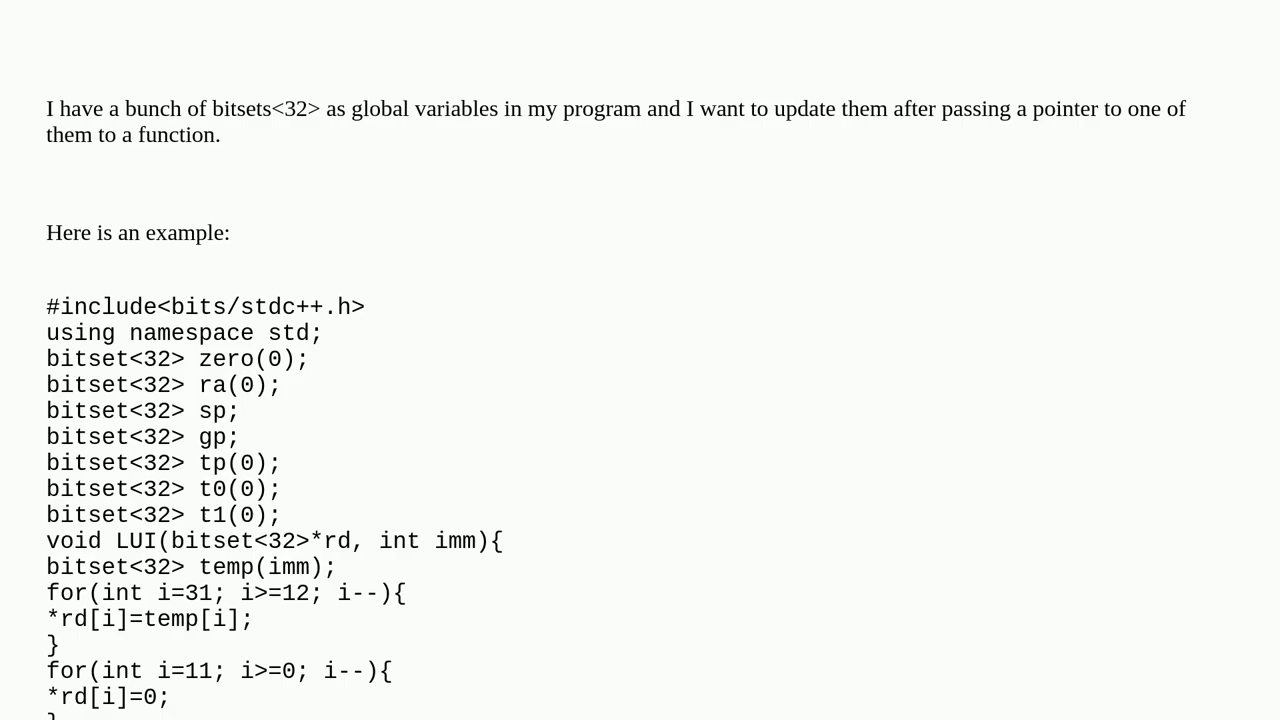 I have a bunch of bitsets<32> as global variables in my program and I want to update them after passing a pointer to one of
them to a function.
Here is an example:
#include<bits/stdc++.h>
using namespace std;
bitset<32> zero(0);
bitset<32> ra(0);
bitset<32> sp;
bitset<32> gp;
bitset<32> tp(0);
bitset<32> t0(0);
bitset<32> t1(0);
void LUI(bitset<32>*rd, int imm){
bitset<32> temp(imm);
for(int i=31; i>=12; i--){
*rd[i]=temp[i];
}
for(int i=11; i>=0; i--){
*rd[i]=0;
}